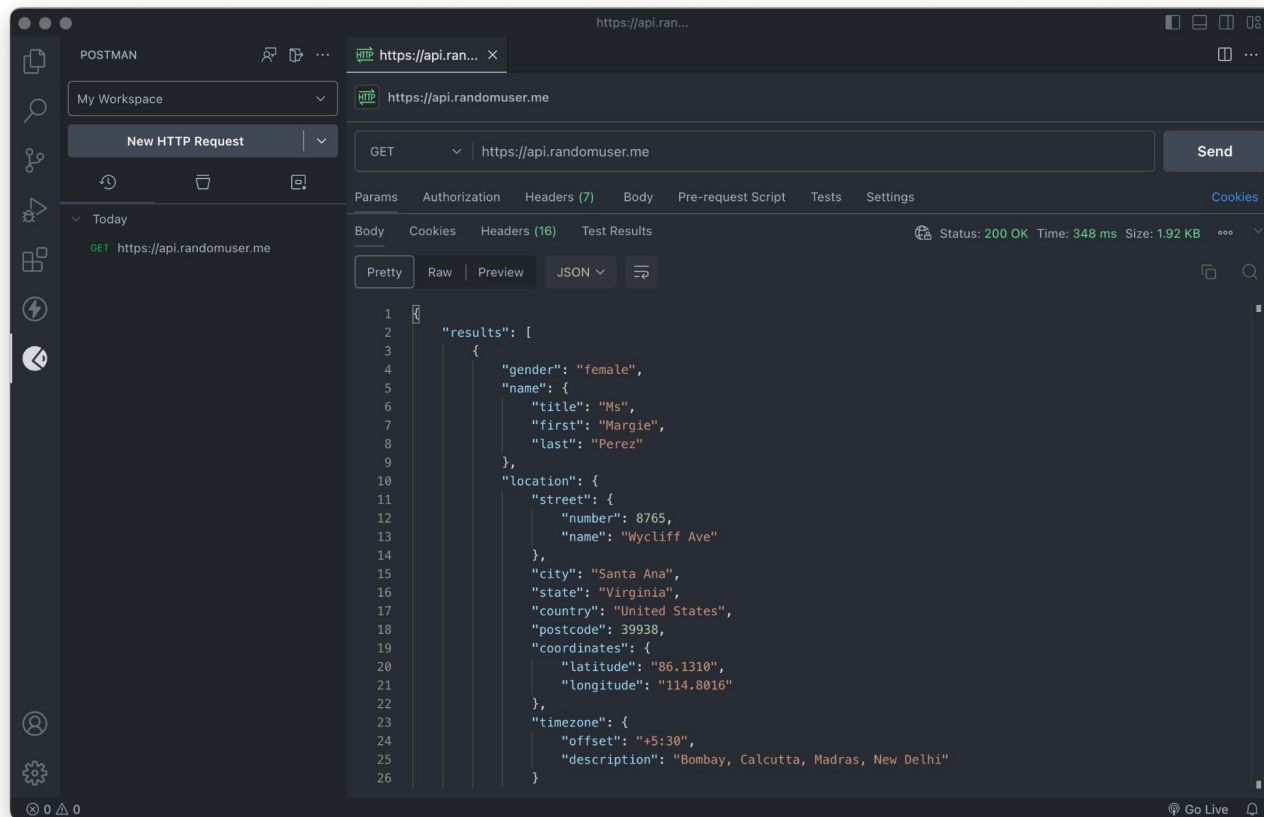 https://api.ran...
POSTMAN
My Workspace
New HTTP Request
Today
GET https://api.randomuser.me
HTTP https://api.ran...
HTTP https://api.randomuser.me
GET https://api.randomuser.me Send
Params Authorization Headers (7) Body Pre-request Script Tests Settings Cookies
Body Cookies Headers (16) Test Results Status: 200 OK Time: 348 ms Size: 1.92 KB
Pretty Raw Preview JSON
1 {
2 "results": [
3 {
4 "gender": "female",
5 "name": {
6 "title": "Ms",
7 "first": "Margie",
8 "last": "Perez"
9 },
10 "location": {
11 "street": {
12 "number": 8765,
13 "name": "Wycliff Ave"
14 },
15 "city": "Santa Ana",
16 "state": "Virginia",
17 "country": "United States",
18 "postcode": 39938,
19 "coordinates": {
20 "latitude": "86.1310",
21 "longitude": "114.8016"
22 },
23 "timezone": {
24 "offset": "+5:30",
25 "description": "Bombay, Calcutta, Madras, New Delhi"
26 }
0 0 Go Live